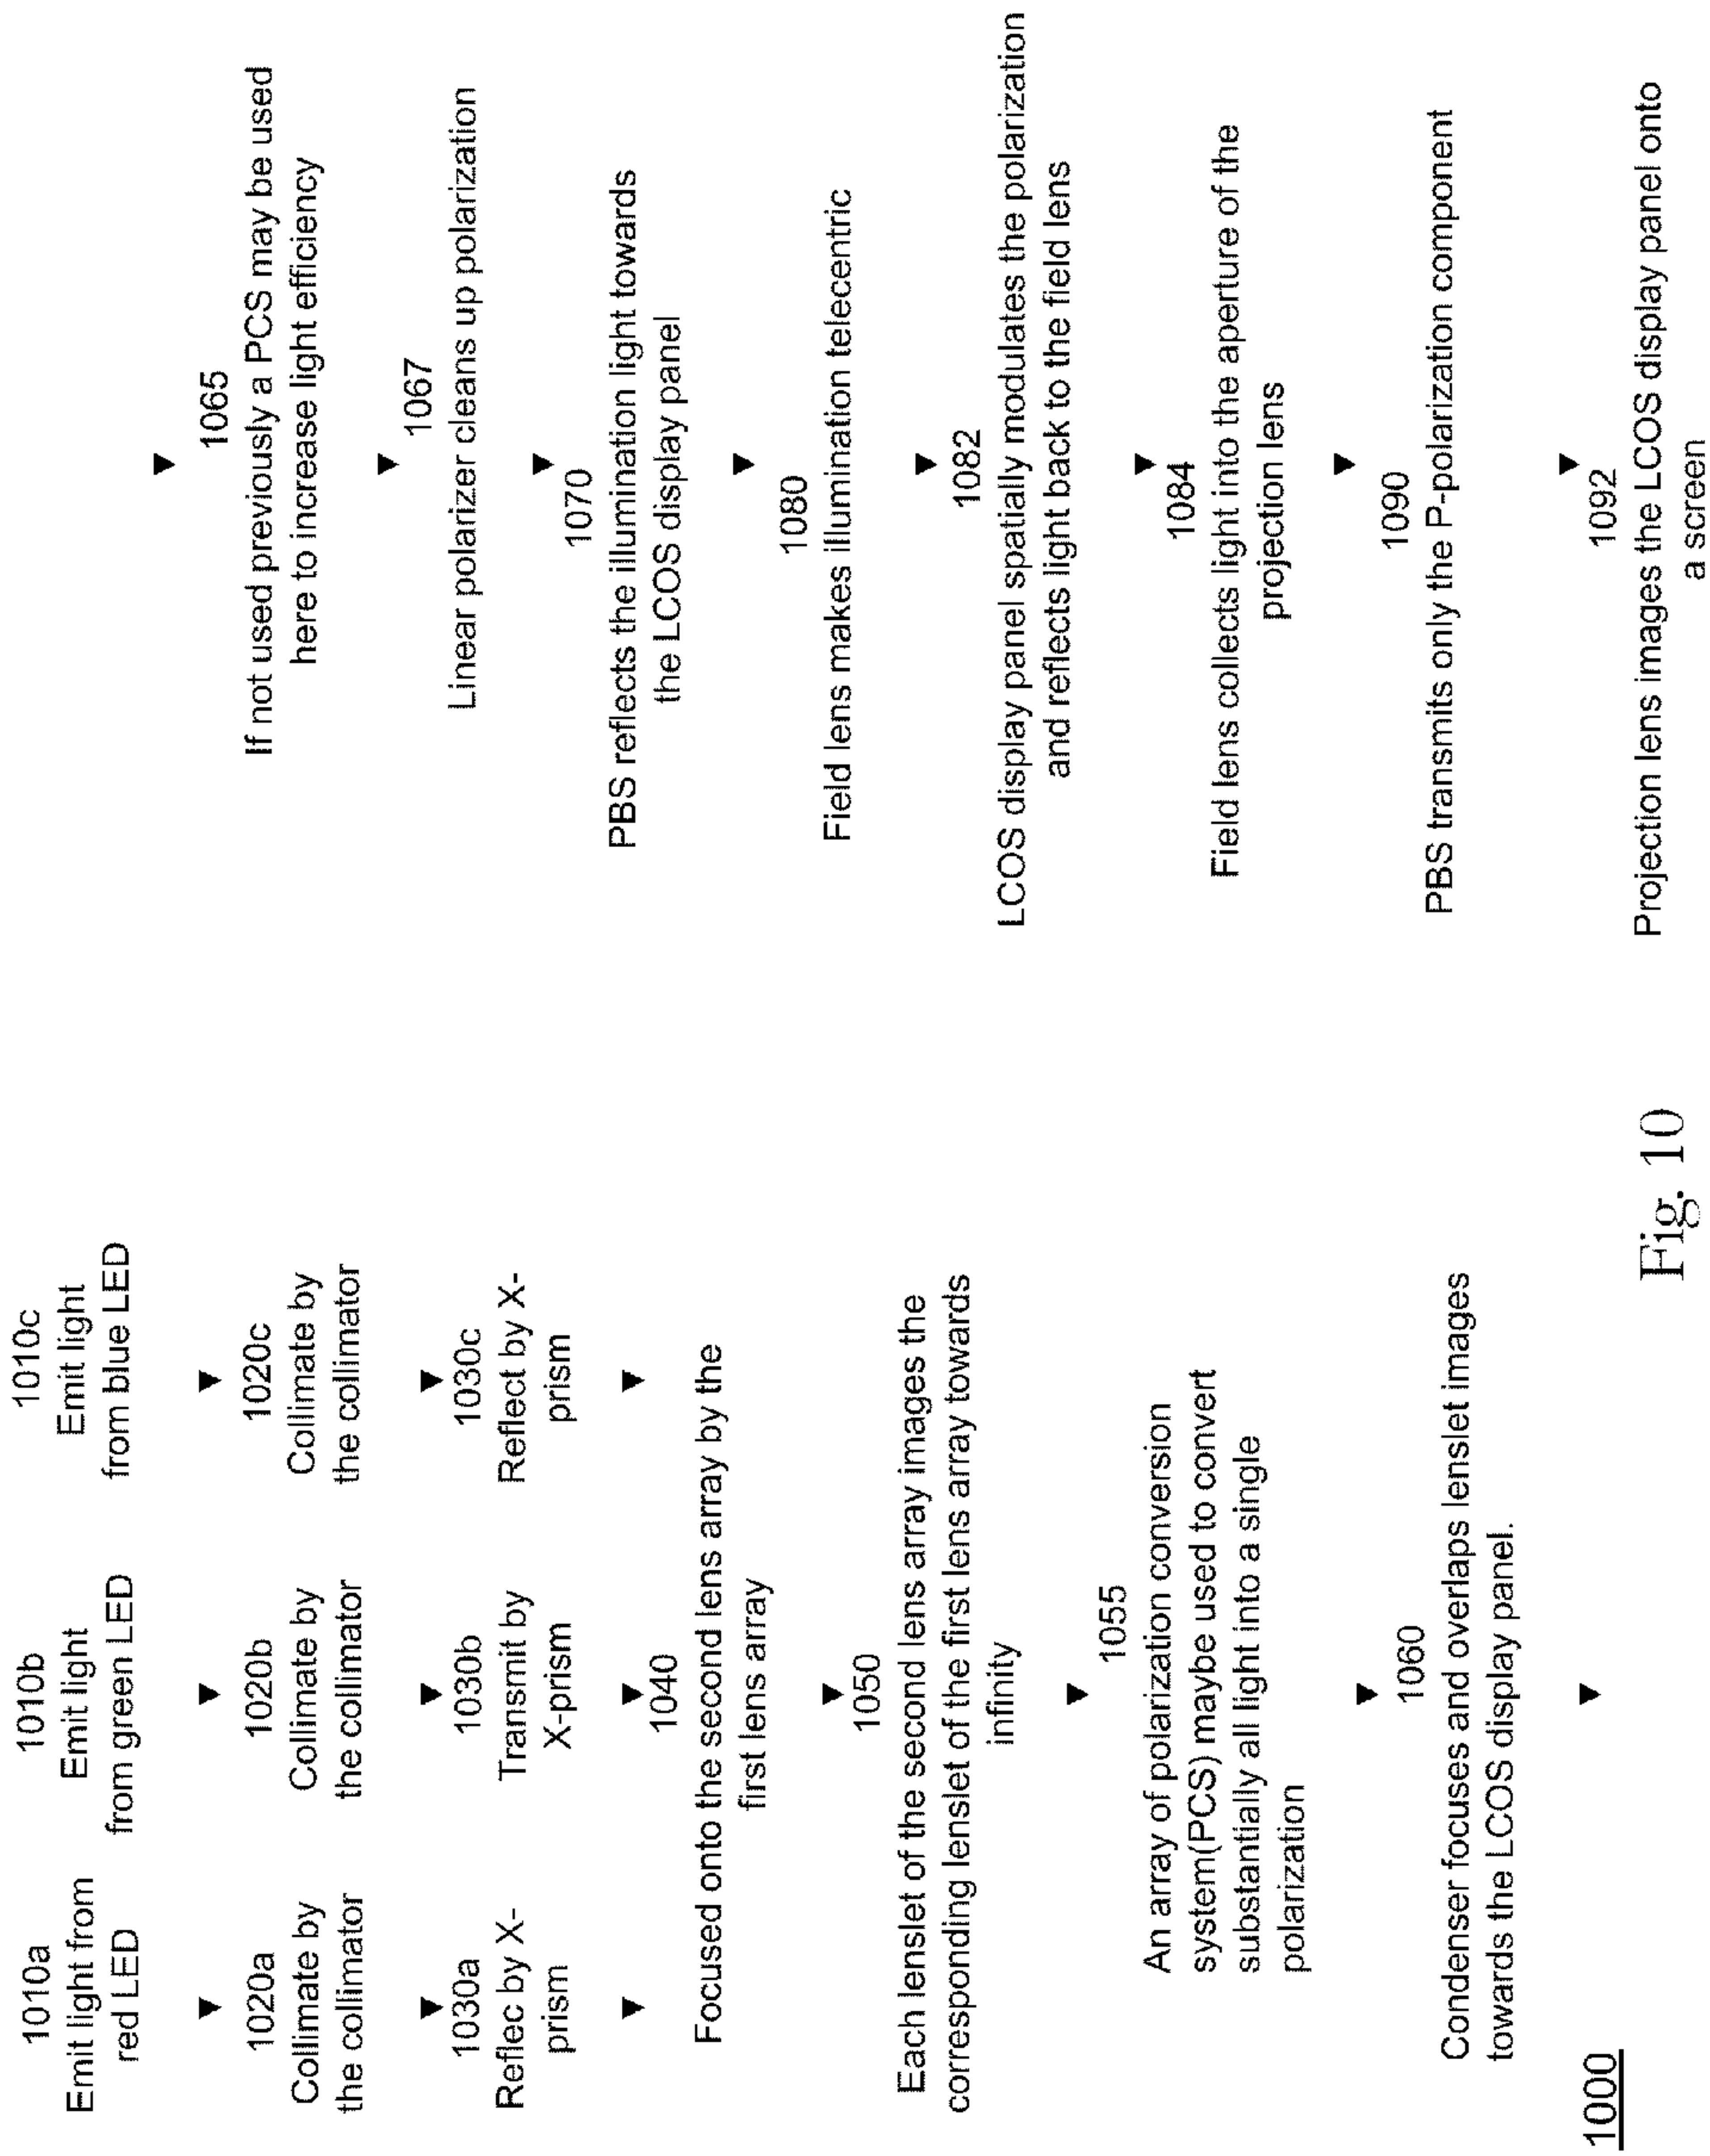 1010a
Emit light from
red LED
1010b
Emit light
from green LED
1010c
Emit light
from blue LED
1020a
Collimate by
the collimator
1020b
Collimate by
the collimator
1020c
Collimate by
the collimator
1030a
Reflec by X-
prism
1030b
Transmit by
X-prism
1030c
Reflect by X-
prism
1040
Focused onto the second lens array by the
first lens array
1050
Each lenslet of the second lens array images the
corresponding lenslet of the first lens array towards
infinity
1055
An array of polarization conversion
system(PCS) maybe used to convert
substantially all light into a single
polarization
1060
Condenser focuses and overlaps lenslet images
towards the LCOS display panel.
1065
If not used previously a PCS may be used
here to increase light efficiency
1067
Linear polarizer cleans up polarization
1070
PBS reflects the illumination light towards
the LCOS display panel
1080
Field lens makes illumination telecentric
1082
LCOS display panel spatially modulates the polarization
and reflects light back to the field lens
1084
Field lens collects light into the aperture of the
projection lens
1090
PBS transmits only the P-polarization component
1092
Projection lens images the LCOS display panel onto
a screen
1000
Fig. 10